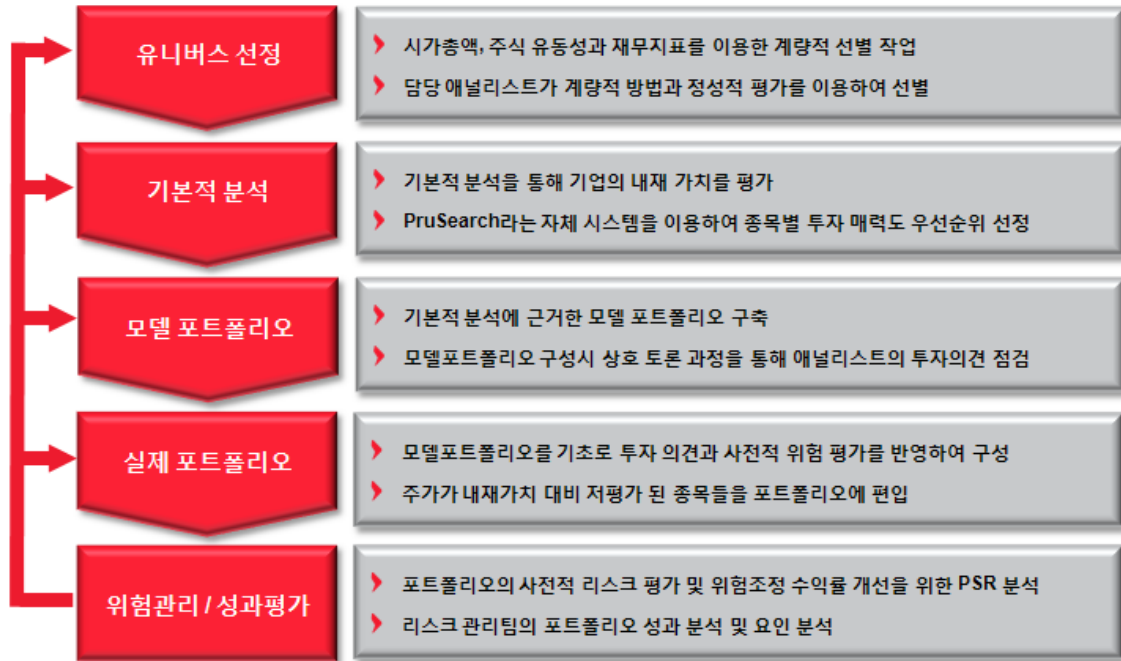 유니버스 선정
시가총액, 주식 유동성과 재무지표를 이용한 계량적 선별 작업
담당 애널리스트가 계량적 방법과 정성적 평가를 이용하여 선별
기본적 분석
기본적 분석을 통해 기업의 내재 가치를 평가
PruSearch라는 자체 시스템을 이용하여 종목별 투자 매력도 우선순위 선정
모델 포트폴리오
기본적 분석에 근거한 모델 포트폴리오 구축
모델포트폴리오 구성시 상호 토론 과정을 통해 애널리스트의 투자의견 점검
실제 포트폴리오
모델포트폴리오를 기초로 투자 의견과 사전적 위험 평가를 반영하여 구성
주가가 내재가치 대비 저평가 된 종목들을 포트폴리오에 편입
위험관리 / 성과평가
포트폴리오의 사전적 리스크 평가 및 위험조정 수익률 개선을 위한 PSR 분석
리스크 관리팀의 포트폴리오 성과 분석 및 요인 분석